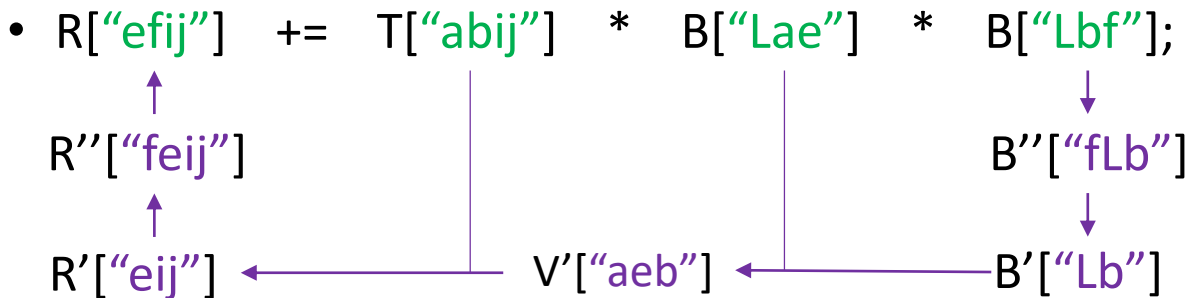 • R[“efij”] += T[“abij”] * B[“Lae”] * B[“Lbf”];
R’’[“feij”] B’’[“fLb”]
R’[“eij”] V’[“aeb”] B’[“Lb”]